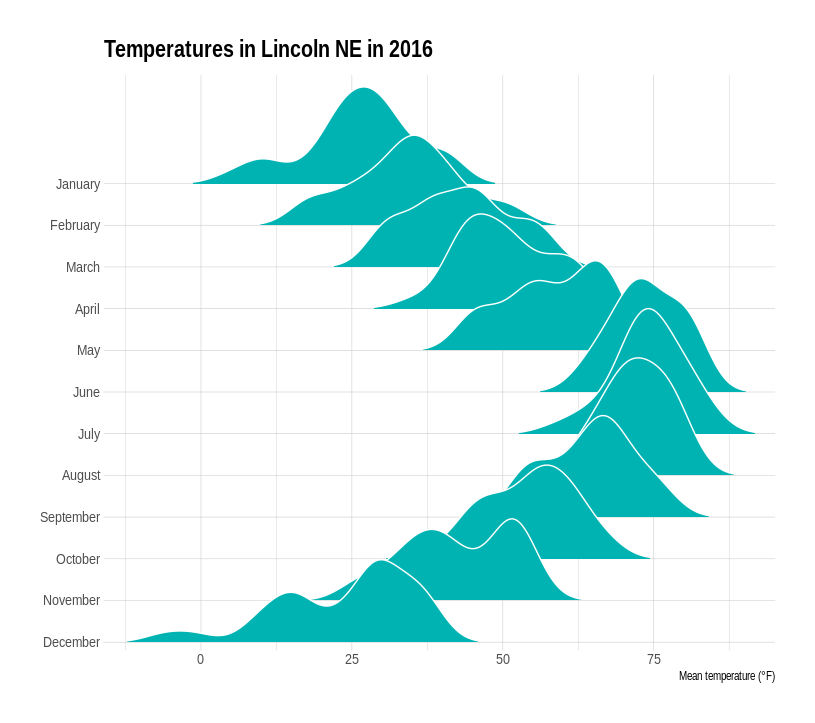 Temperatures in Lincoln NE in 2016
January
February
March
April
May
June
July
August
September
October
November
December
0 25 50 75
Mean temperature (°F)